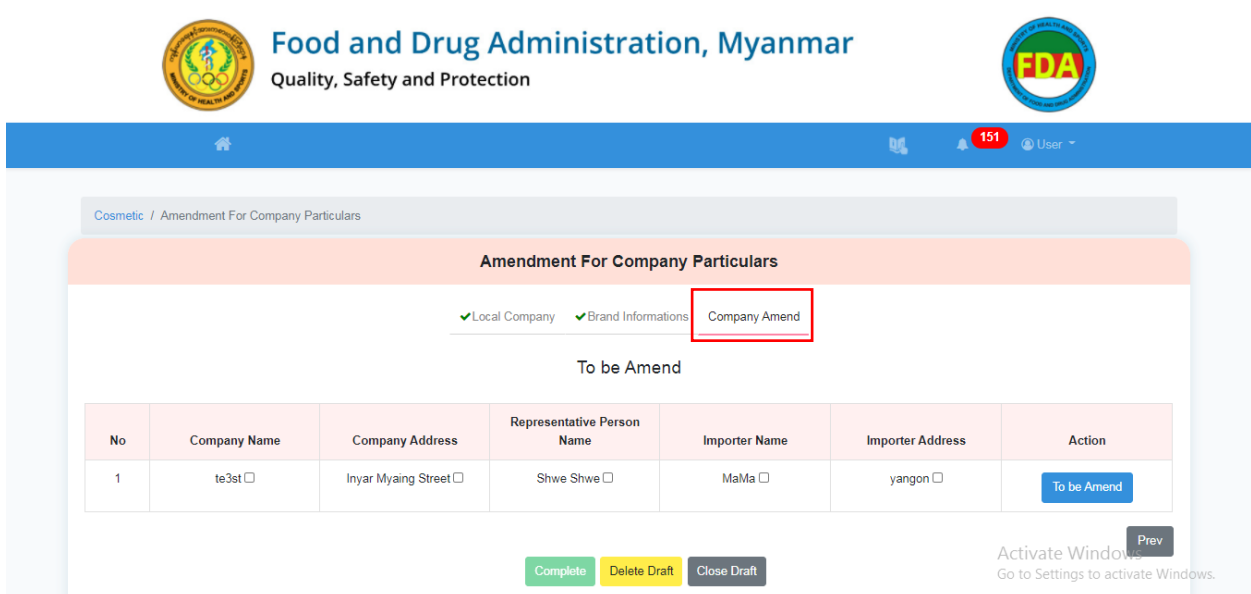 Food and Drug Administration, Myanmar
Quality, Safety and Protection
FDA
151
User
Cosmetic / Amendment For Company Particulars
Amendment For Company Particulars
Local Company Brand Informations Company Amend
To be Amend
No Company Name Company Address Representative Person Name Importer Name Importer Address Action
1 te3st Inyar Myaing Street Shwe Shwe MaMa yangon To be Amend
Prev
Complete Delete Draft Close Draft
Activate Windows
Go to Settings to activate Windows.